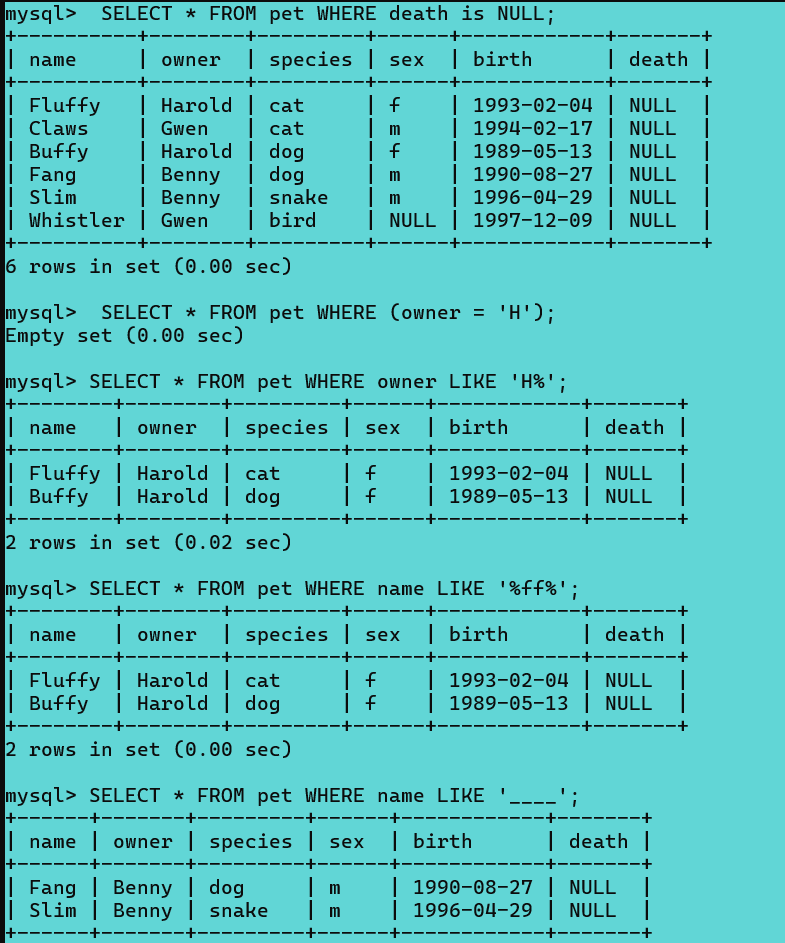 mysql>  SELECT * FROM pet WHERE death is NULL;
+----------+--------+---------+------+------------+-------+
| name     | owner  | species | sex  | birth      | death |
+----------+--------+---------+------+------------+-------+
| Fluffy   | Harold | cat     | f    | 1993-02-04 | NULL  |
| Claws    | Gwen   | cat     | m    | 1994-02-17 | NULL  |
| Buffy    | Harold | dog     | f    | 1989-05-13 | NULL  |
| Fang     | Benny  | dog     | m    | 1990-08-27 | NULL  |
| Slim     | Benny  | snake   | m    | 1996-04-29 | NULL  |
| Whistler | Gwen   | bird    | NULL | 1997-12-09 | NULL  |
+----------+--------+---------+------+------------+-------+
6 rows in set (0.00 sec)

mysql>  SELECT * FROM pet WHERE (owner = 'H');
Empty set (0.00 sec)

mysql> SELECT * FROM pet WHERE owner LIKE 'H%';
+--------+--------+---------+------+------------+-------+
| name   | owner  | species | sex  | birth      | death |
+--------+--------+---------+------+------------+-------+
| Fluffy | Harold | cat     | f    | 1993-02-04 | NULL  |
| Buffy  | Harold | dog     | f    | 1989-05-13 | NULL  |
+--------+--------+---------+------+------------+-------+
2 rows in set (0.02 sec)

mysql> SELECT * FROM pet WHERE name LIKE '%ff%';
+--------+--------+---------+------+------------+-------+
| name   | owner  | species | sex  | birth      | death |
+--------+--------+---------+------+------------+-------+
| Fluffy | Harold | cat     | f    | 1993-02-04 | NULL  |
| Buffy  | Harold | dog     | f    | 1989-05-13 | NULL  |
+--------+--------+---------+------+------------+-------+
2 rows in set (0.00 sec)

mysql> SELECT * FROM pet WHERE name LIKE '____';
+------+-------+---------+------+------------+-------+
| name | owner | species | sex  | birth      | death |
+------+-------+---------+------+------------+-------+
| Fang | Benny | dog     | m    | 1990-08-27 | NULL  |
| Slim | Benny | snake   | m    | 1996-04-29 | NULL  |
+------+-------+---------+------+------------+-------+